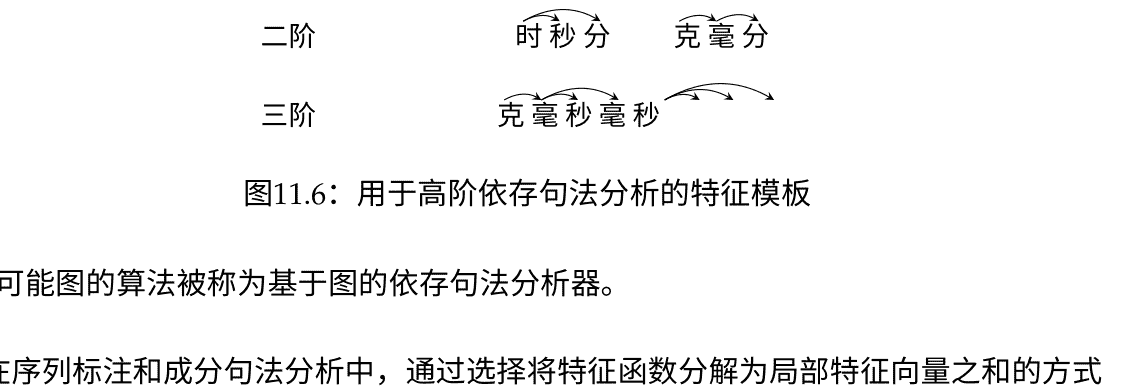 二阶 时 秒 分 克 毫 分
三阶 克 毫 秒 毫 秒
图11.6：用于高阶依存句法分析的特征模板
可能图的算法被称为基于图的依存句法分析器。
在序列标注和成分句法分析中，通过选择将特征函数分解为局部特征向量之和的方式